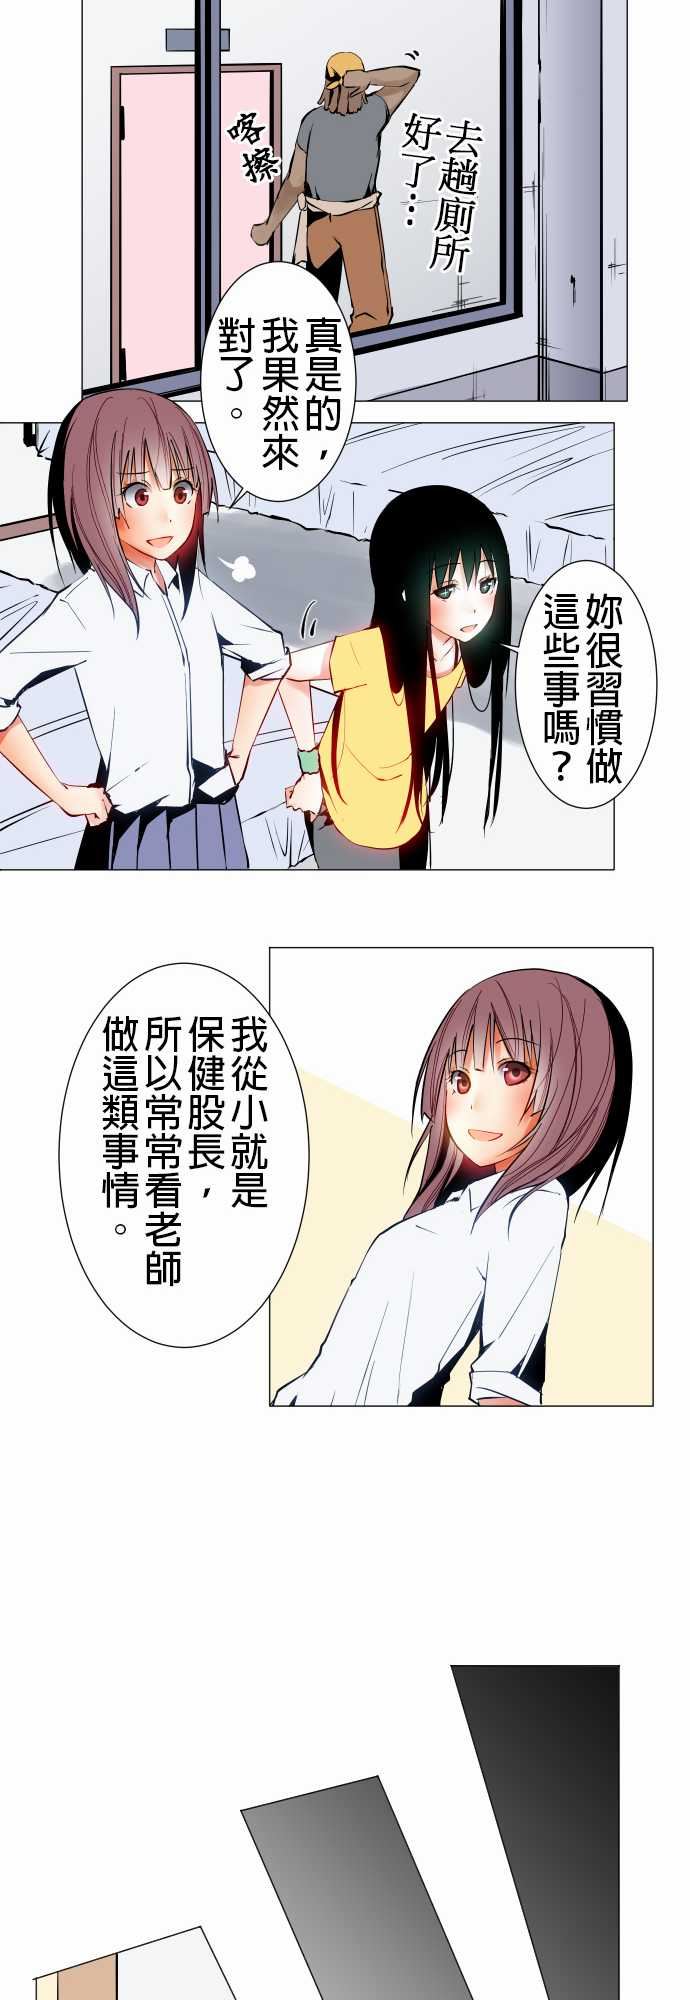 去趟廁所
好了…
喀擦
真是的，
我果然來
對了。
妳很習慣做
這些事嗎？
我從小就是
保健股長，
所以常常看老師
做這類事情。